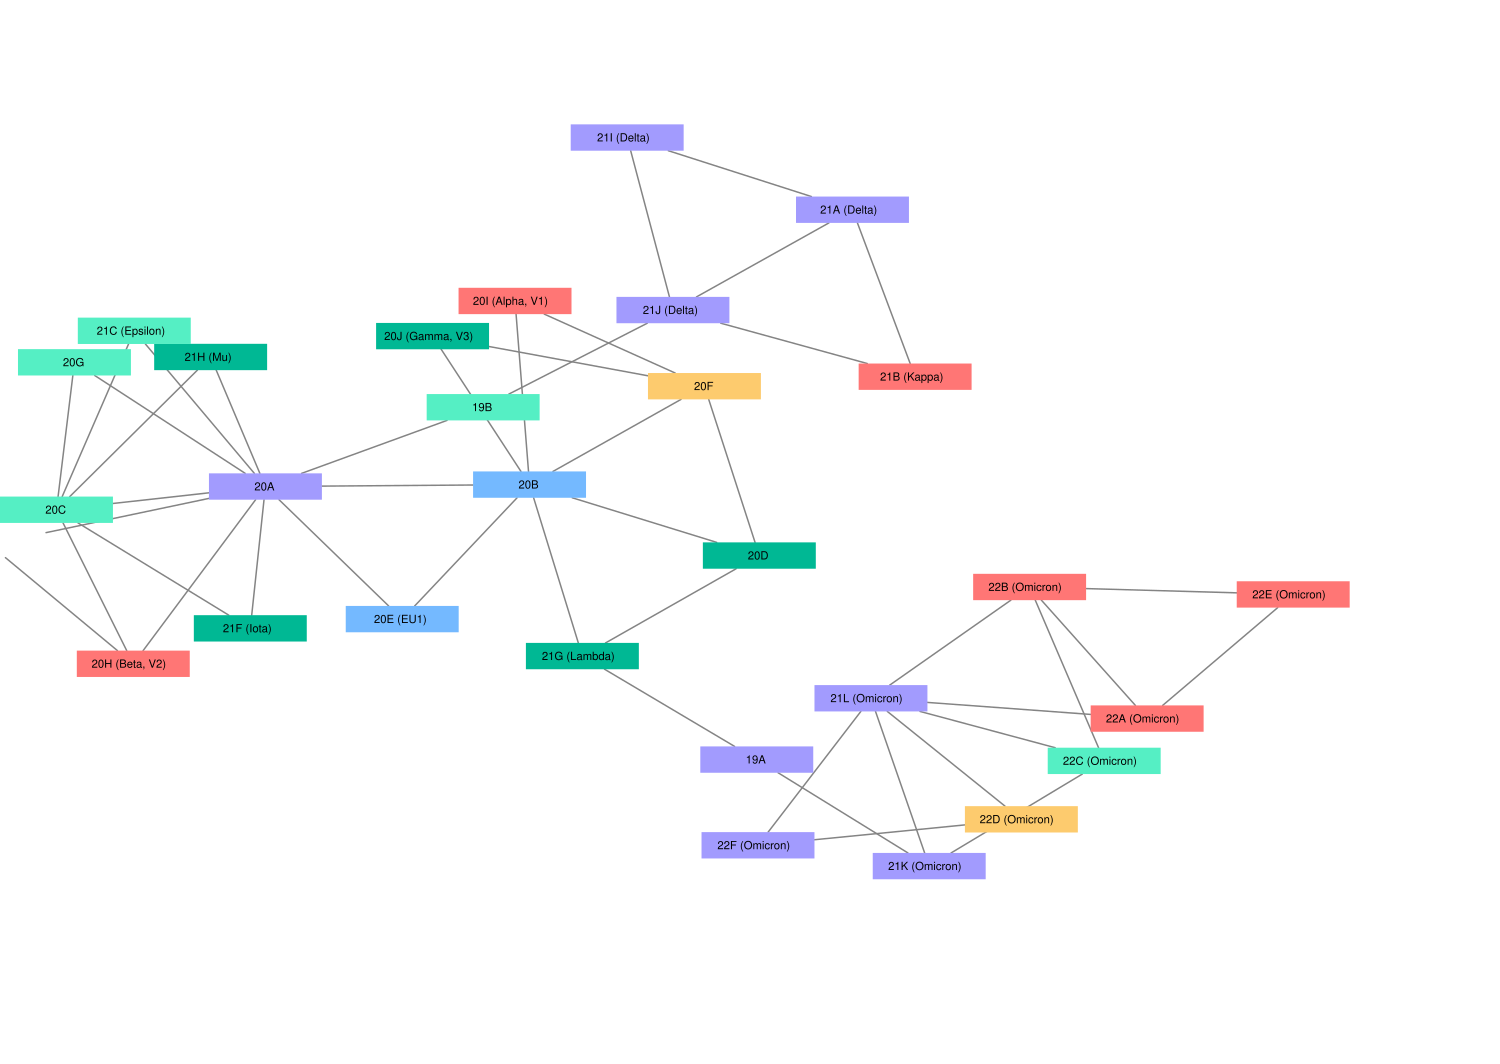 21I (Delta)
21A (Delta)
20I (Alpha, V1)
21J (Delta)
21C (Epsilon)
20J (Gamma, V3)
21H (Mu)
20G
21B (Kappa)
20F
19B
20A
20B
20C
20D
22B (Omicron)
22E (Omicron)
20E (EU1)
21F (Iota)
21G (Lambda)
20H (Beta, V2)
21L (Omicron)
22A (Omicron)
19A
22C (Omicron)
22D (Omicron)
22F (Omicron)
21K (Omicron)